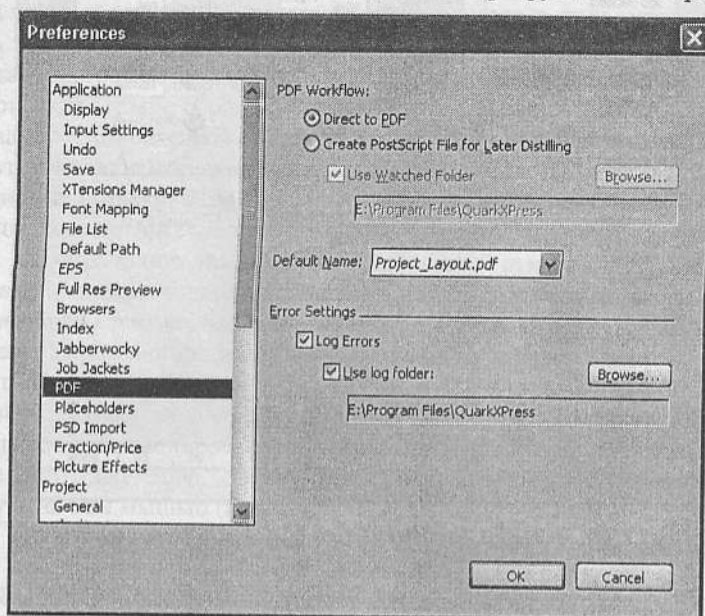 Preferences
Application
Display
Input Settings
Undo
Save
XTensions Manager
Font Mapping
File List
Default Path
EPS
Full Res Preview
Browsers
Index
Jabberwocky
Job Jackets
PDF
Placeholders
PSD Import
Fraction/Price
Picture Effects
Project
General
PDF Workflow:
Direct to PDF
Create PostScript File for Later Distilling
Use Watched Folder
Browse...
E:\Program Files\QuarkXPress
Default Name: Project_Layout.pdf
Error Settings
Log Errors
Use log folder:
Browse...
E:\Program Files\QuarkXPress
OK
Cancel